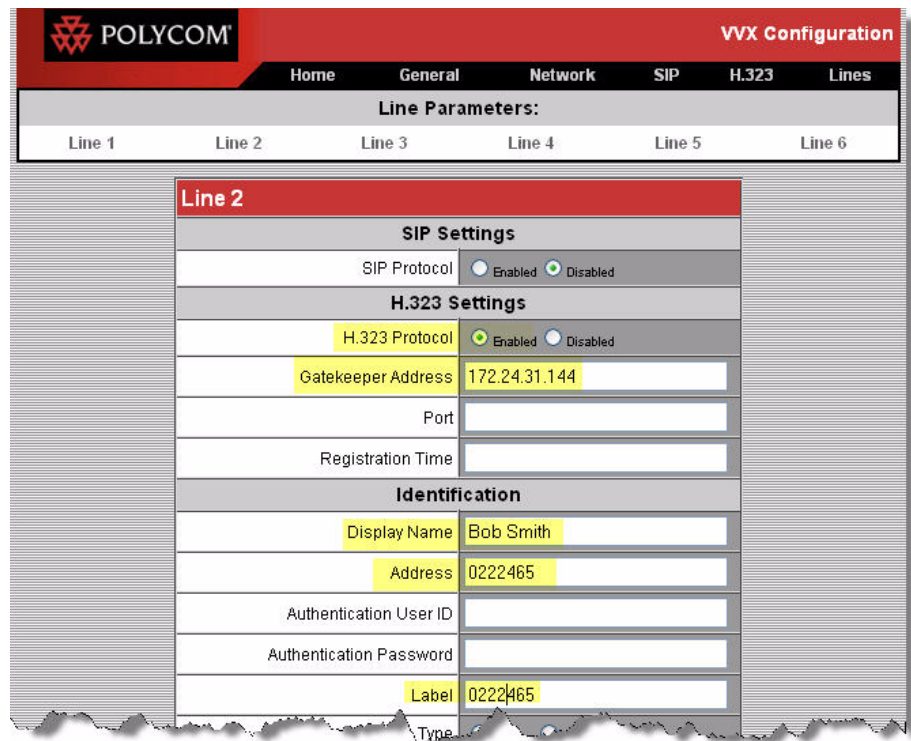 POLYCOM VVX Configuration
Home General Network SIP H.323 Lines
Line Parameters:
Line 1 Line 2 Line 3 Line 4 Line 5 Line 6
Line 2
SIP Settings
SIP Protocol Enabled Disabled
H.323 Settings
H.323 Protocol Enabled Disabled
Gatekeeper Address 172.24.31.144
Port
Registration Time
Identification
Display Name Bob Smith
Address 0222465
Authentication User ID
Authentication Password
Label 0222465
Type